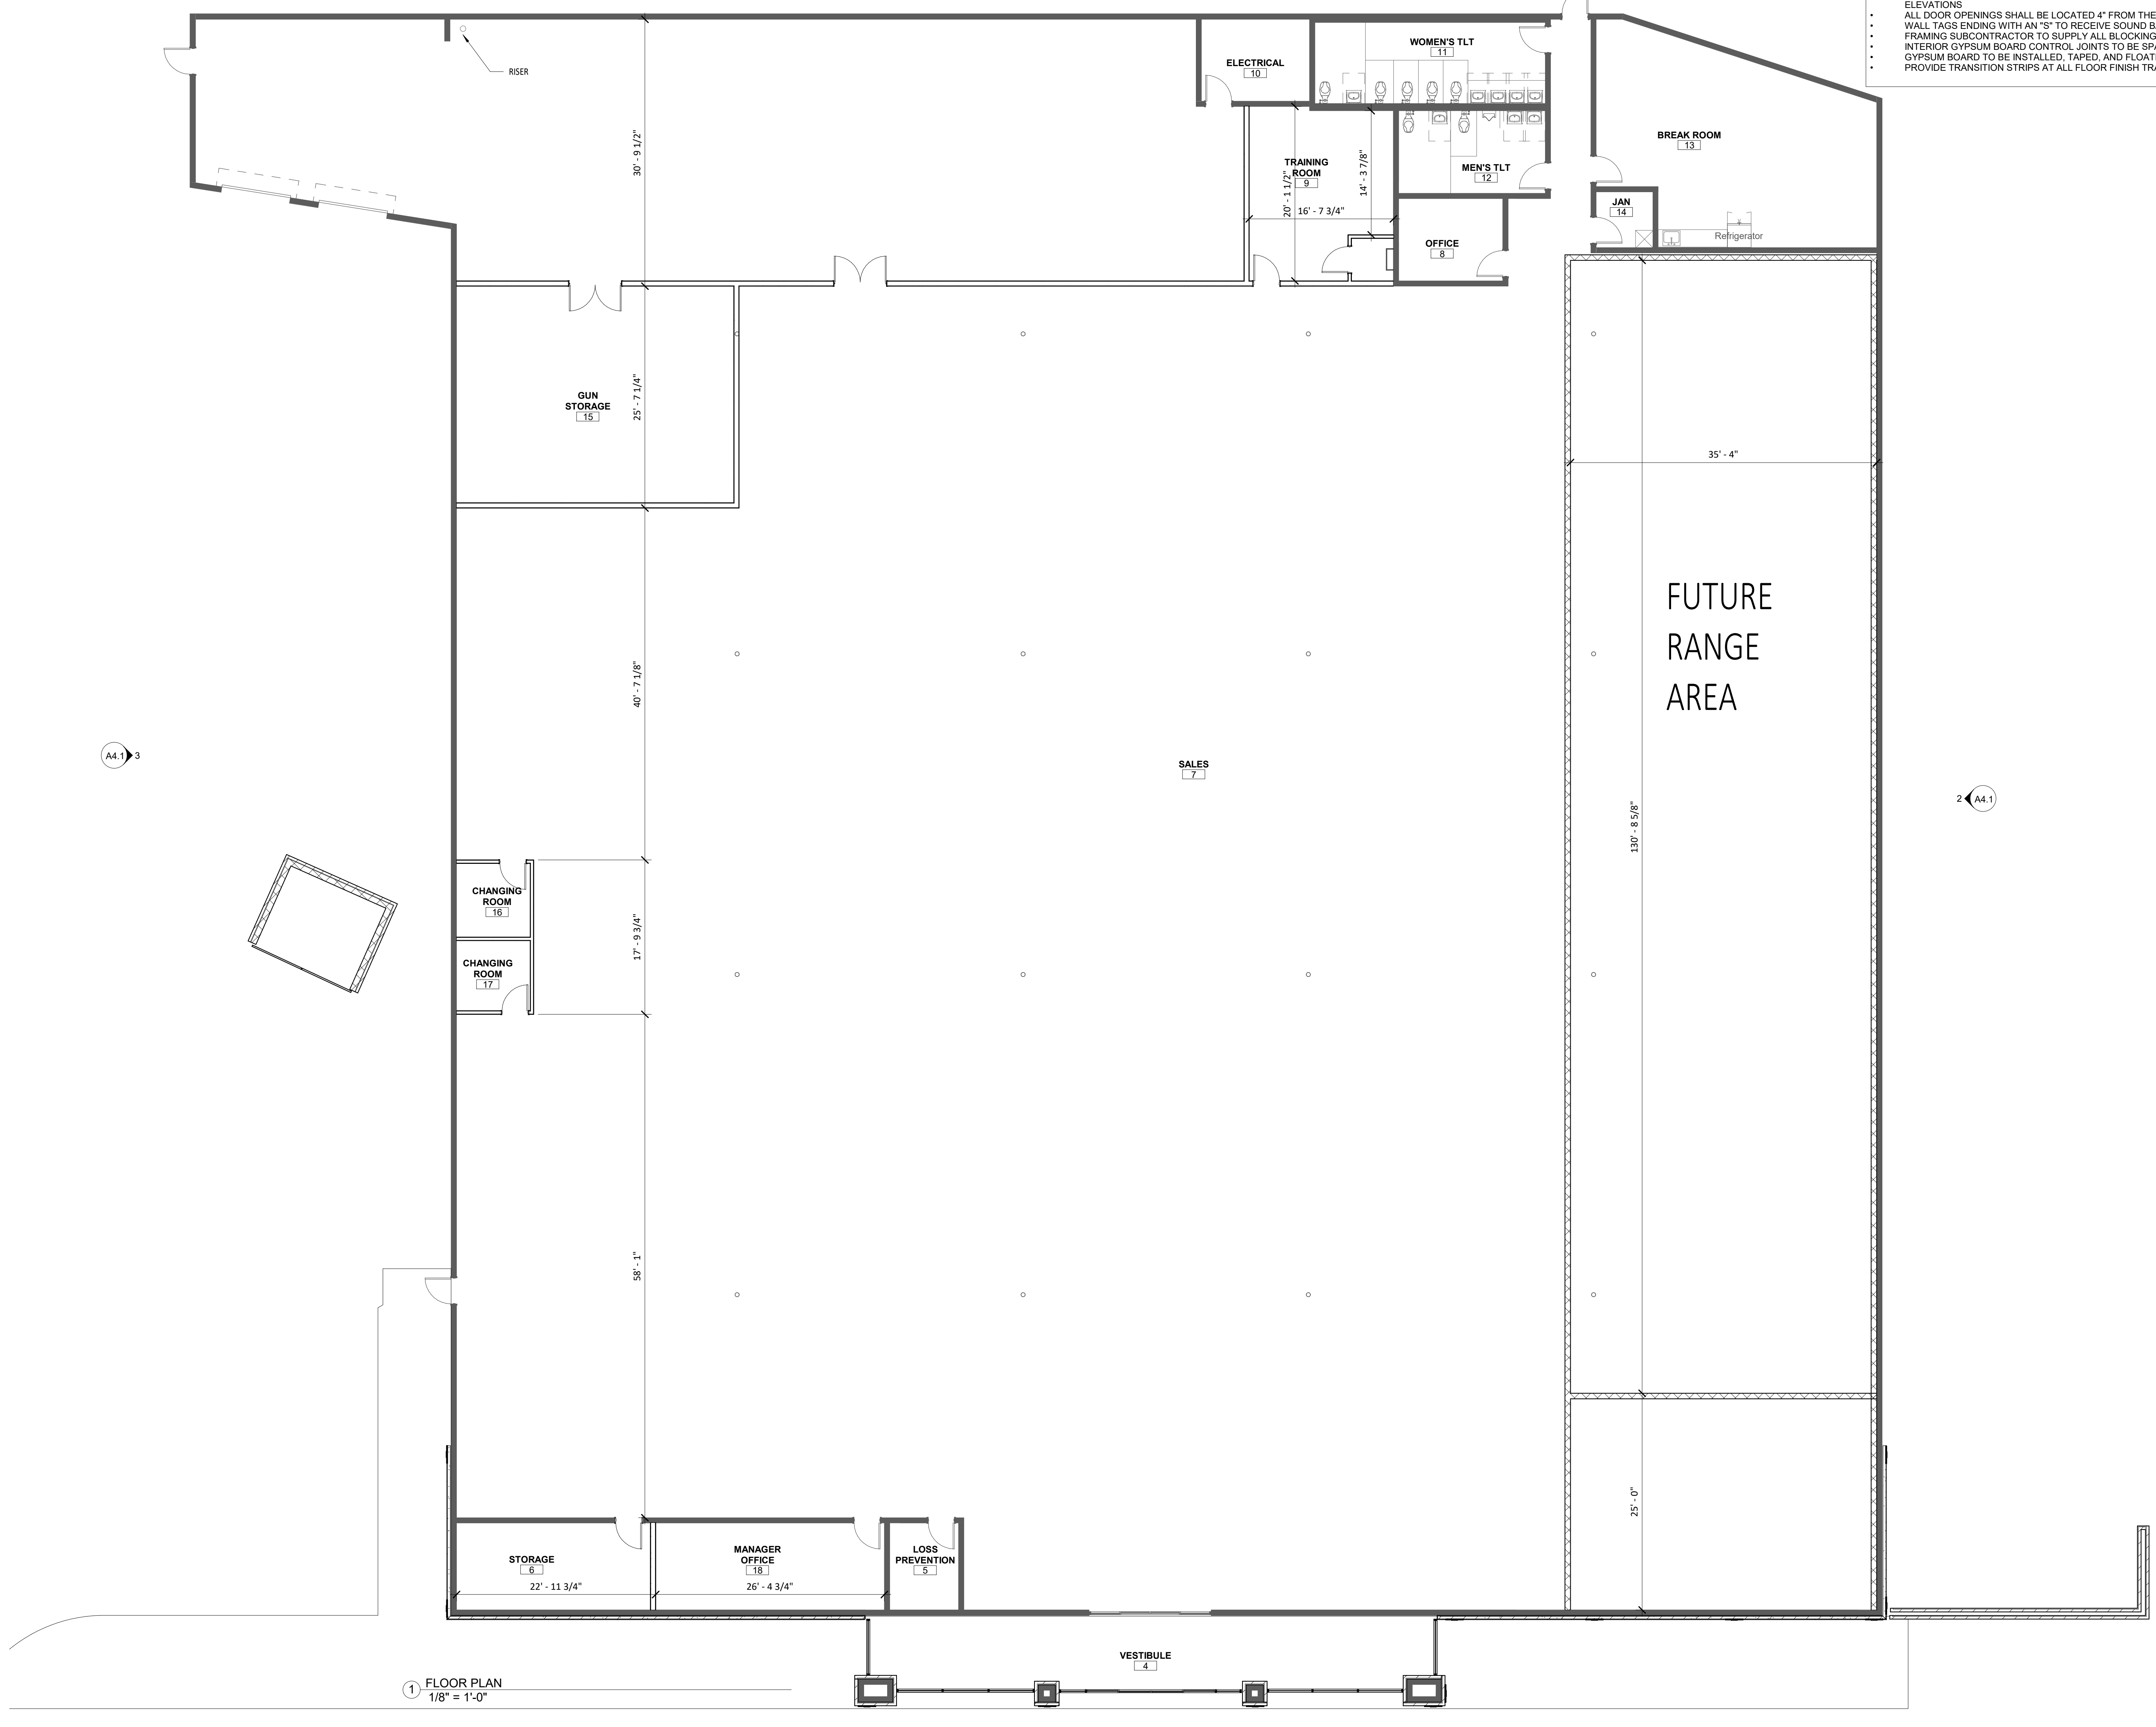 ELEVATIONS
• ALL DOOR OPENINGS SHALL BE LOCATED 4" FROM THE
• WALL TAGS ENDING WITH AN "S" TO RECEIVE SOUND
• FRAMING SUBCONTRACTOR TO SUPPLY ALL BLOCKING
• INTERIOR GYPSUM BOARD CONTROL JOINTS TO BE
• GYPSUM BOARD TO BE INSTALLED, TAPED, AND
• PROVIDE TRANSITION STRIPS AT ALL FLOOR FINISH
RISER
ELECTRICAL
10
WOMEN'S TLT
11
BREAK ROOM
13
30' - 9 1/2"
TRAINING
ROOM
9
20' - 1 1/2"
14' - 3 7/8"
16' - 7 3/4"
MEN'S TLT
12
JAN
14
Refrigerator
OFFICE
8
GUN
STORAGE
15
25' - 7 1/4"
35' - 4"
FUTURE
RANGE
AREA
40' - 7 1/8"
A4.1 3
SALES
7
2 A4.1
130' - 8 5/8"
CHANGING
ROOM
16
17' - 9 3/4"
CHANGING
ROOM
17
58' - 1"
25' - 0"
STORAGE
6
22' - 11 3/4"
MANAGER
OFFICE
18
26' - 4 3/4"
LOSS
PREVENTION
5
VESTIBULE
4
1 FLOOR PLAN
1/8" = 1'-0"